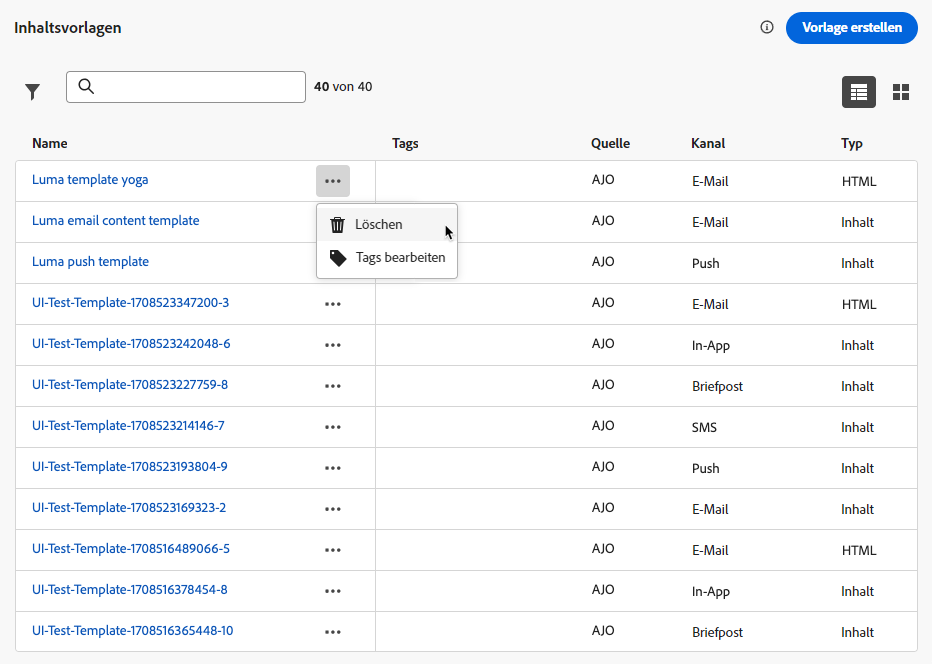 Inhaltsvorlagen
Vorlage erstellen
40 von 40
Name Tags Quelle Kanal Typ
Luma template yoga AJO E-Mail HTML
Luma email content template AJO E-Mail Inhalt
Löschen
Luma push template AJO Push Inhalt
Tags bearbeiten
UI-Test-Template-1708523347200-3 AJO E-Mail HTML
UI-Test-Template-1708523242048-6 AJO In-App Inhalt
UI-Test-Template-1708523227759-8 AJO Briefpost Inhalt
UI-Test-Template-1708523214146-7 AJO SMS Inhalt
UI-Test-Template-1708523193804-9 AJO Push Inhalt
UI-Test-Template-1708523169323-2 AJO E-Mail Inhalt
UI-Test-Template-1708516489066-5 AJO E-Mail HTML
UI-Test-Template-1708516378454-8 AJO In-App Inhalt
UI-Test-Template-1708516365448-10 AJO Briefpost Inhalt